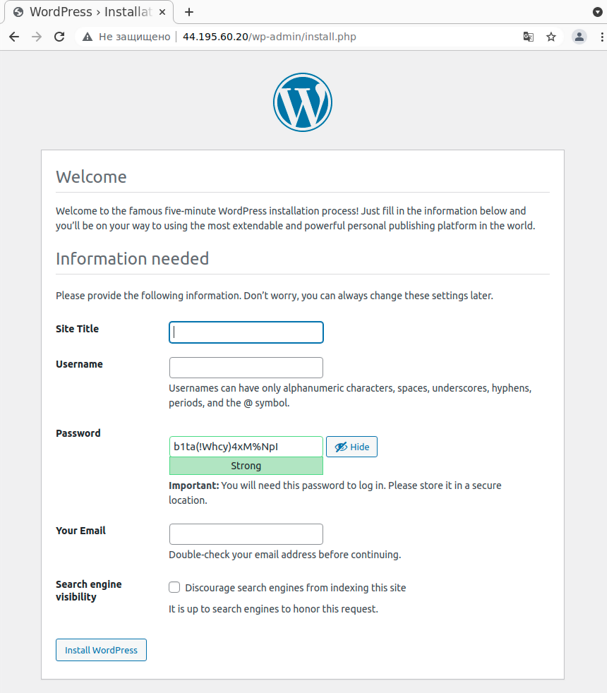 WordPress › Installat
Не защищено
44.195.60.20/wp-admin/install.php
Welcome
Welcome to the famous five-minute WordPress installation process! Just fill in the information below and
you’ll be on your way to using the most extendable and powerful personal publishing platform in the world.
Information needed
Please provide the following information. Don’t worry, you can always change these settings later.
Site Title
Username
Usernames can have only alphanumeric characters, spaces, underscores, hyphens,
periods, and the @ symbol.
Password
b1ta(!Whcy)4xM%NpI
Hide
Strong
Important: You will need this password to log in. Please store it in a secure
location.
Your Email
Double-check your email address before continuing.
Search engine
visibility
Discourage search engines from indexing this site
It is up to search engines to honor this request.
Install WordPress